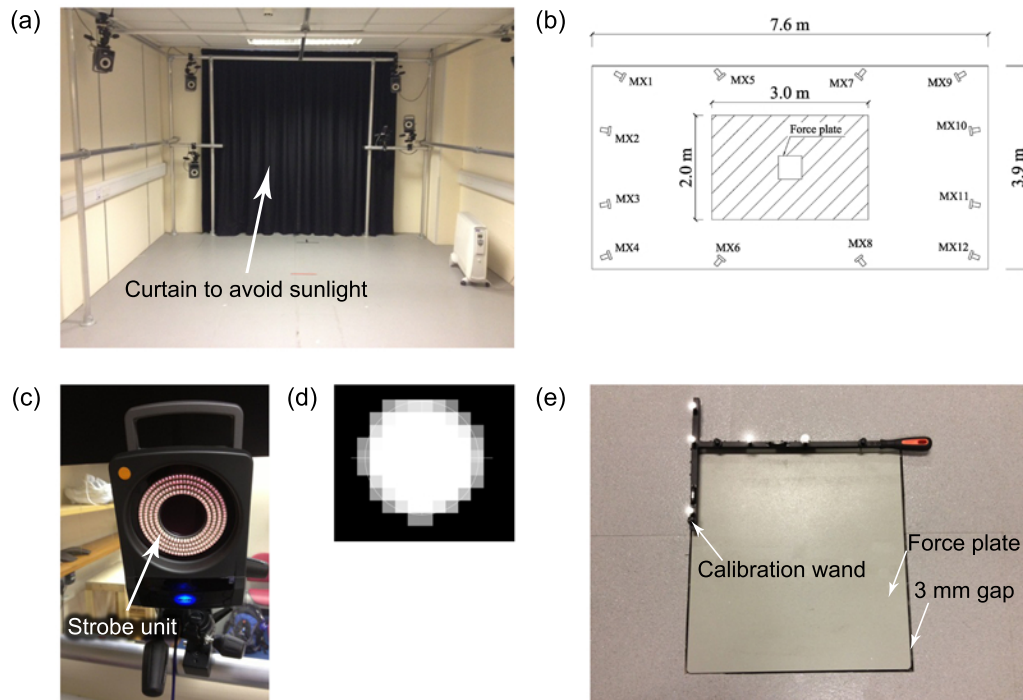 (a)
Curtain to avoid sunlight
(b)
7.6 m
MX1
MX5
MX7
MX9
3.0 m
MX2
Force plate
MX10
2.0 m
3.9 m
MX3
MX11
MX4
MX6
MX8
MX12
(c)
Strobe unit
(d)
(e)
Calibration wand
Force plate
3 mm gap